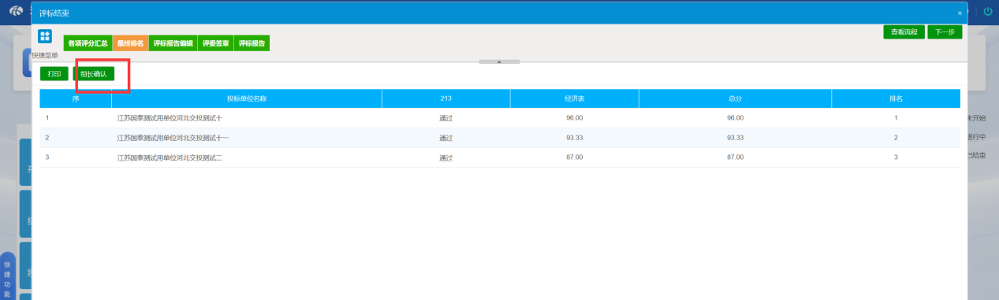 评标结束 ×
查看流程 下一步
各项评分汇总 最终排名 评标报告编辑 评委签章 评标报告
快捷菜单
打印 组长确认
序 投标单位名称 213 经济表 总分 排名
1 江苏国泰测试用单位河北交投测试十 通过 96.00 96.00 1
2 江苏国泰测试用单位河北交投测试十一 通过 93.33 93.33 2
3 江苏国泰测试用单位河北交投测试二 通过 87.00 87.00 3
未开始
进行中
已结束
快
捷
功
能